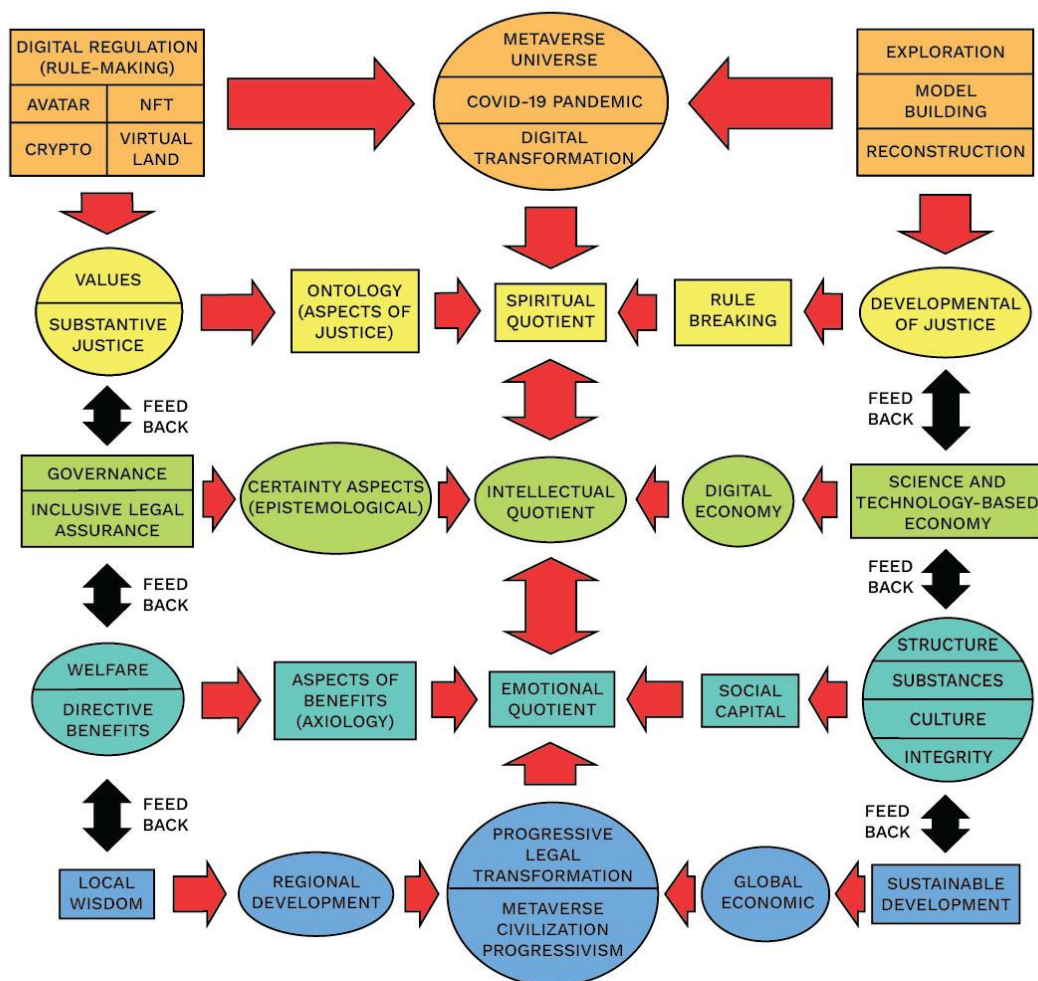 DIGITAL REGULATION
(RULE-MAKING)
AVATAR
NFT
CRYPTO
VIRTUAL
LAND
METAVERSE
UNIVERSE
COVID-19 PANDEMIC
DIGITAL
TRANSFORMATION
EXPLORATION
MODEL
BUILDING
RECONSTRUCTION
VALUES
SUBSTANTIVE
JUSTICE
ONTOLOGY
(ASPECTS OF
JUSTICE)
SPIRITUAL
QUOTIENT
RULE
BREAKING
DEVELOPMENTAL
OF JUSTICE
FEED
BACK
FEED
BACK
GOVERNANCE
INCLUSIVE LEGAL
ASSURANCE
CERTAINTY ASPECTS
(EPISTEMOLOGICAL)
INTELLECTUAL
QUOTIENT
DIGITAL
ECONOMY
SCIENCE AND
TECHNOLOGY-BASED
ECONOMY
FEED
BACK
FEED
BACK
WELFARE
DIRECTIVE
BENEFITS
ASPECTS OF
BENEFITS
(AXIOLOGY)
EMOTIONAL
QUOTIENT
SOCIAL
CAPITAL
STRUCTURE
SUBSTANCES
CULTURE
INTEGRITY
FEED
BACK
FEED
BACK
LOCAL
WISDOM
REGIONAL
DEVELOPMENT
PROGRESSIVE
LEGAL
TRANSFORMATION
METAVERSE
CIVILIZATION
PROGRESSIVISM
GLOBAL
ECONOMIC
SUSTAINABLE
DEVELOPMENT